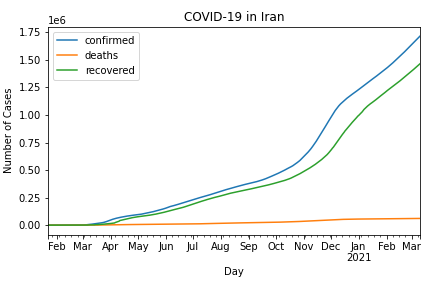 COVID-19 in Iran
1e6
confirmed
deaths
recovered
1.75
1.50
1.25
1.00
0.75
0.50
0.25
0.00
Number of Cases
Feb Mar Apr May Jun Jul Aug Sep Oct Nov Dec Jan Feb Mar
2021
Day